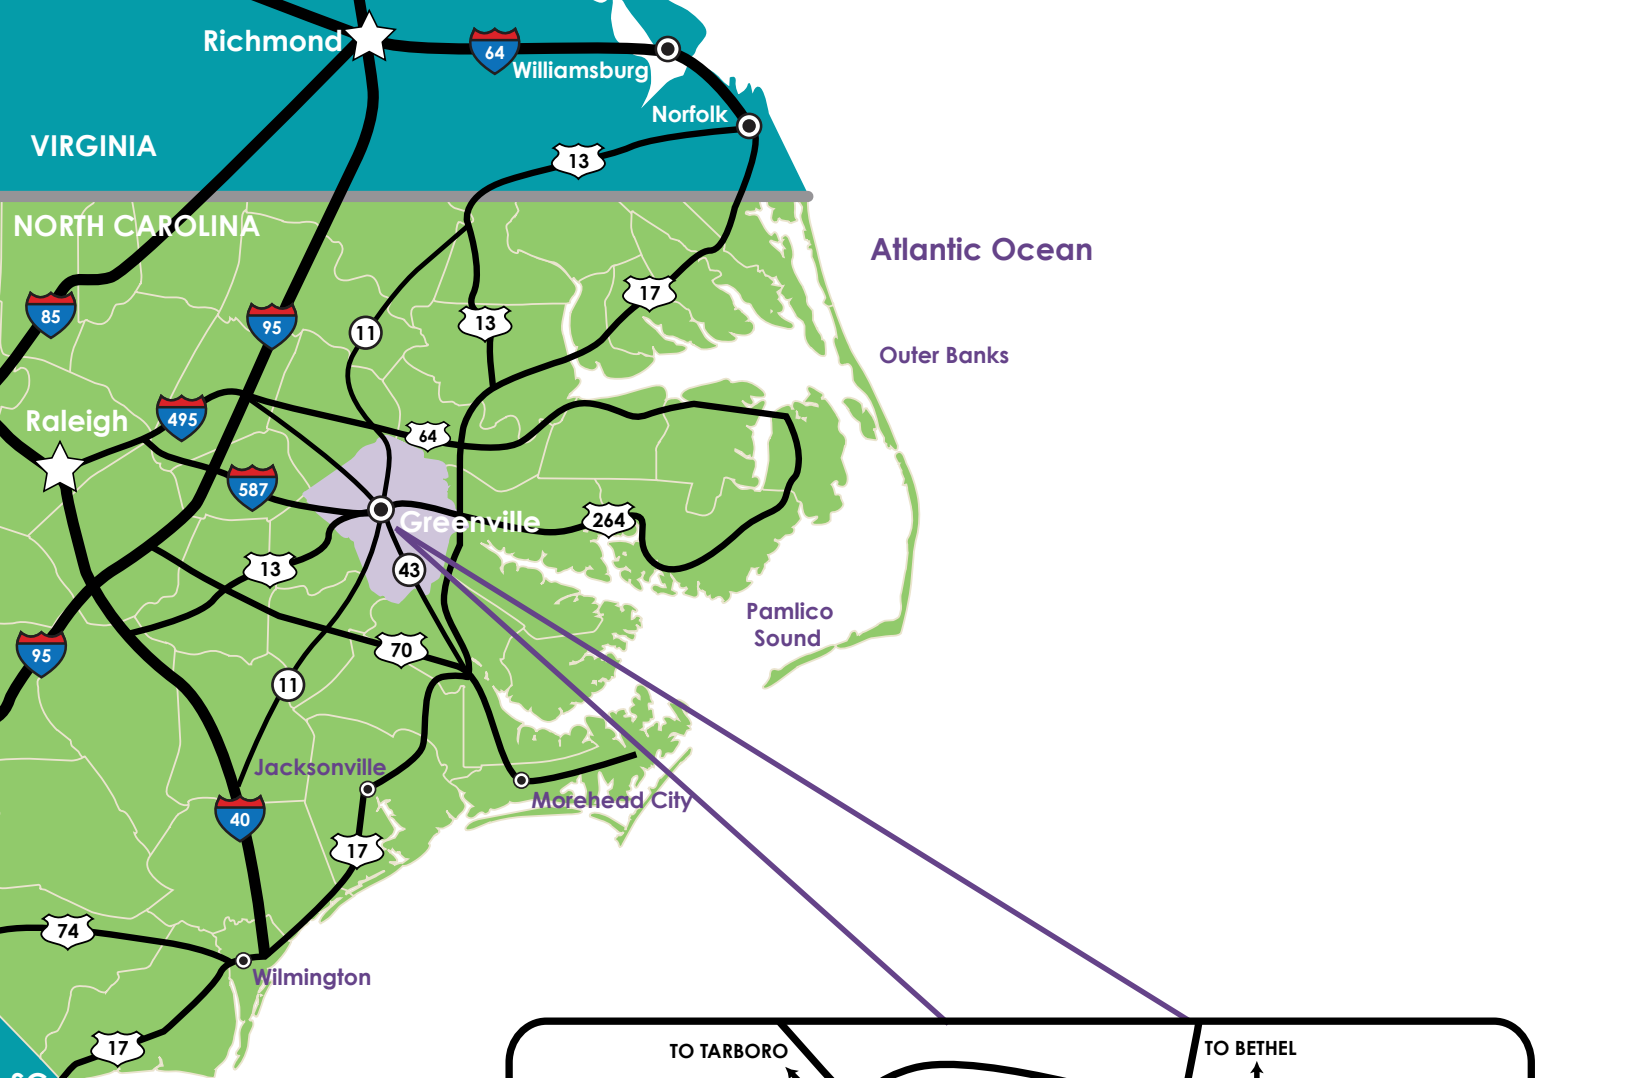 Richmond
64
Williamsburg
Norfolk
VIRGINIA
13
NORTH CAROLINA
Atlantic Ocean
17
85
95
11
13
Outer Banks
495
Raleigh
64
587
Greenville
264
13
43
Pamlico
Sound
95
70
11
Jacksonville
Morehead City
40
17
74
Wilmington
17
TO TARBORO
TO BETHEL